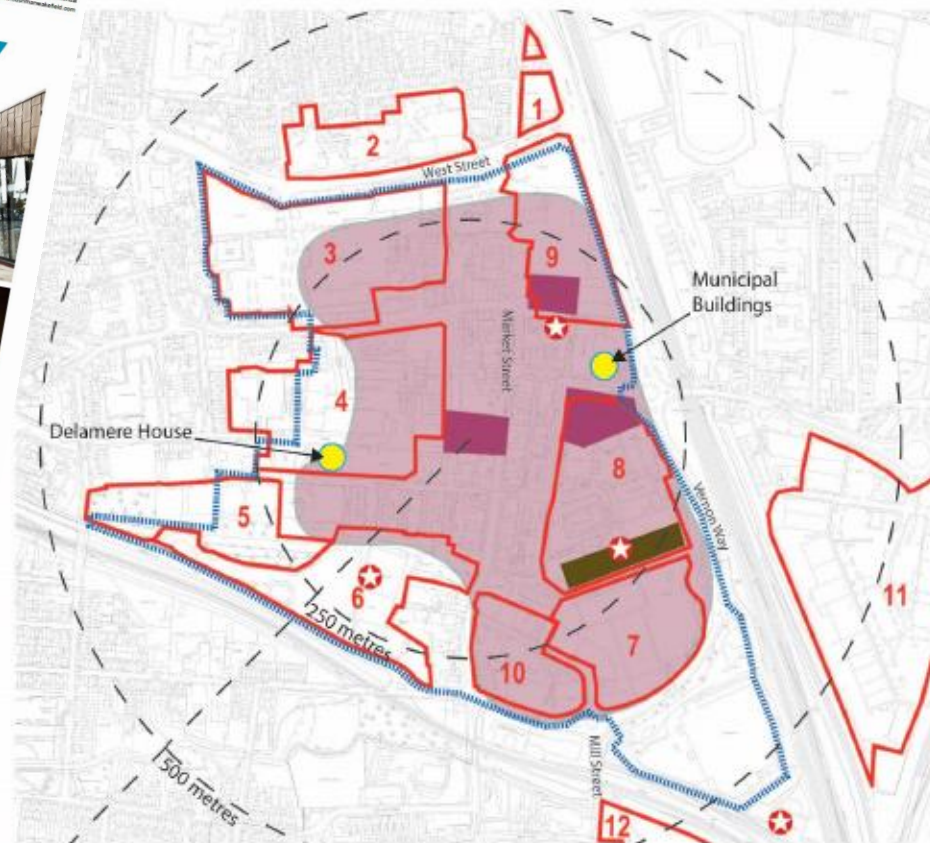 1
2
West Street
3
9
Municipal
Buildings
Market Street
4
Delamere House
8
5
Vernon Way
6
11
250 metres
7
10
500 metres
Mill Street
12